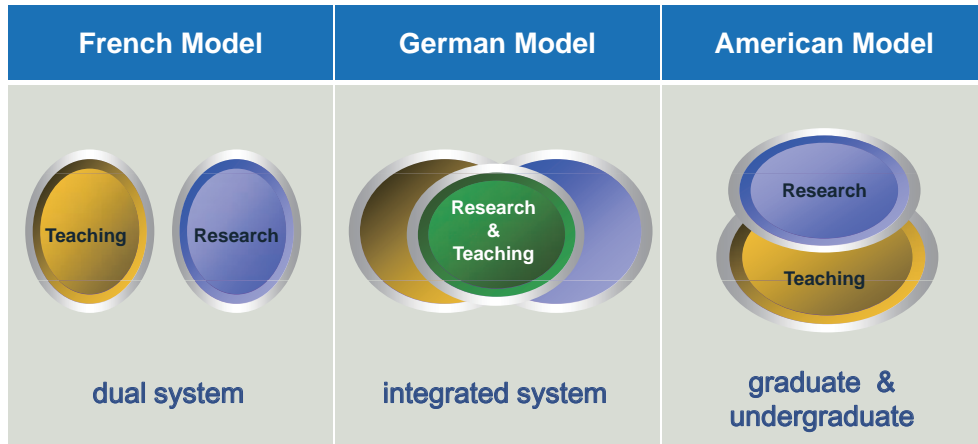 French Model
German Model
American Model
Teaching
Research
Research
&
Teaching
Research
Teaching
dual system
integrated system
graduate &
undergraduate